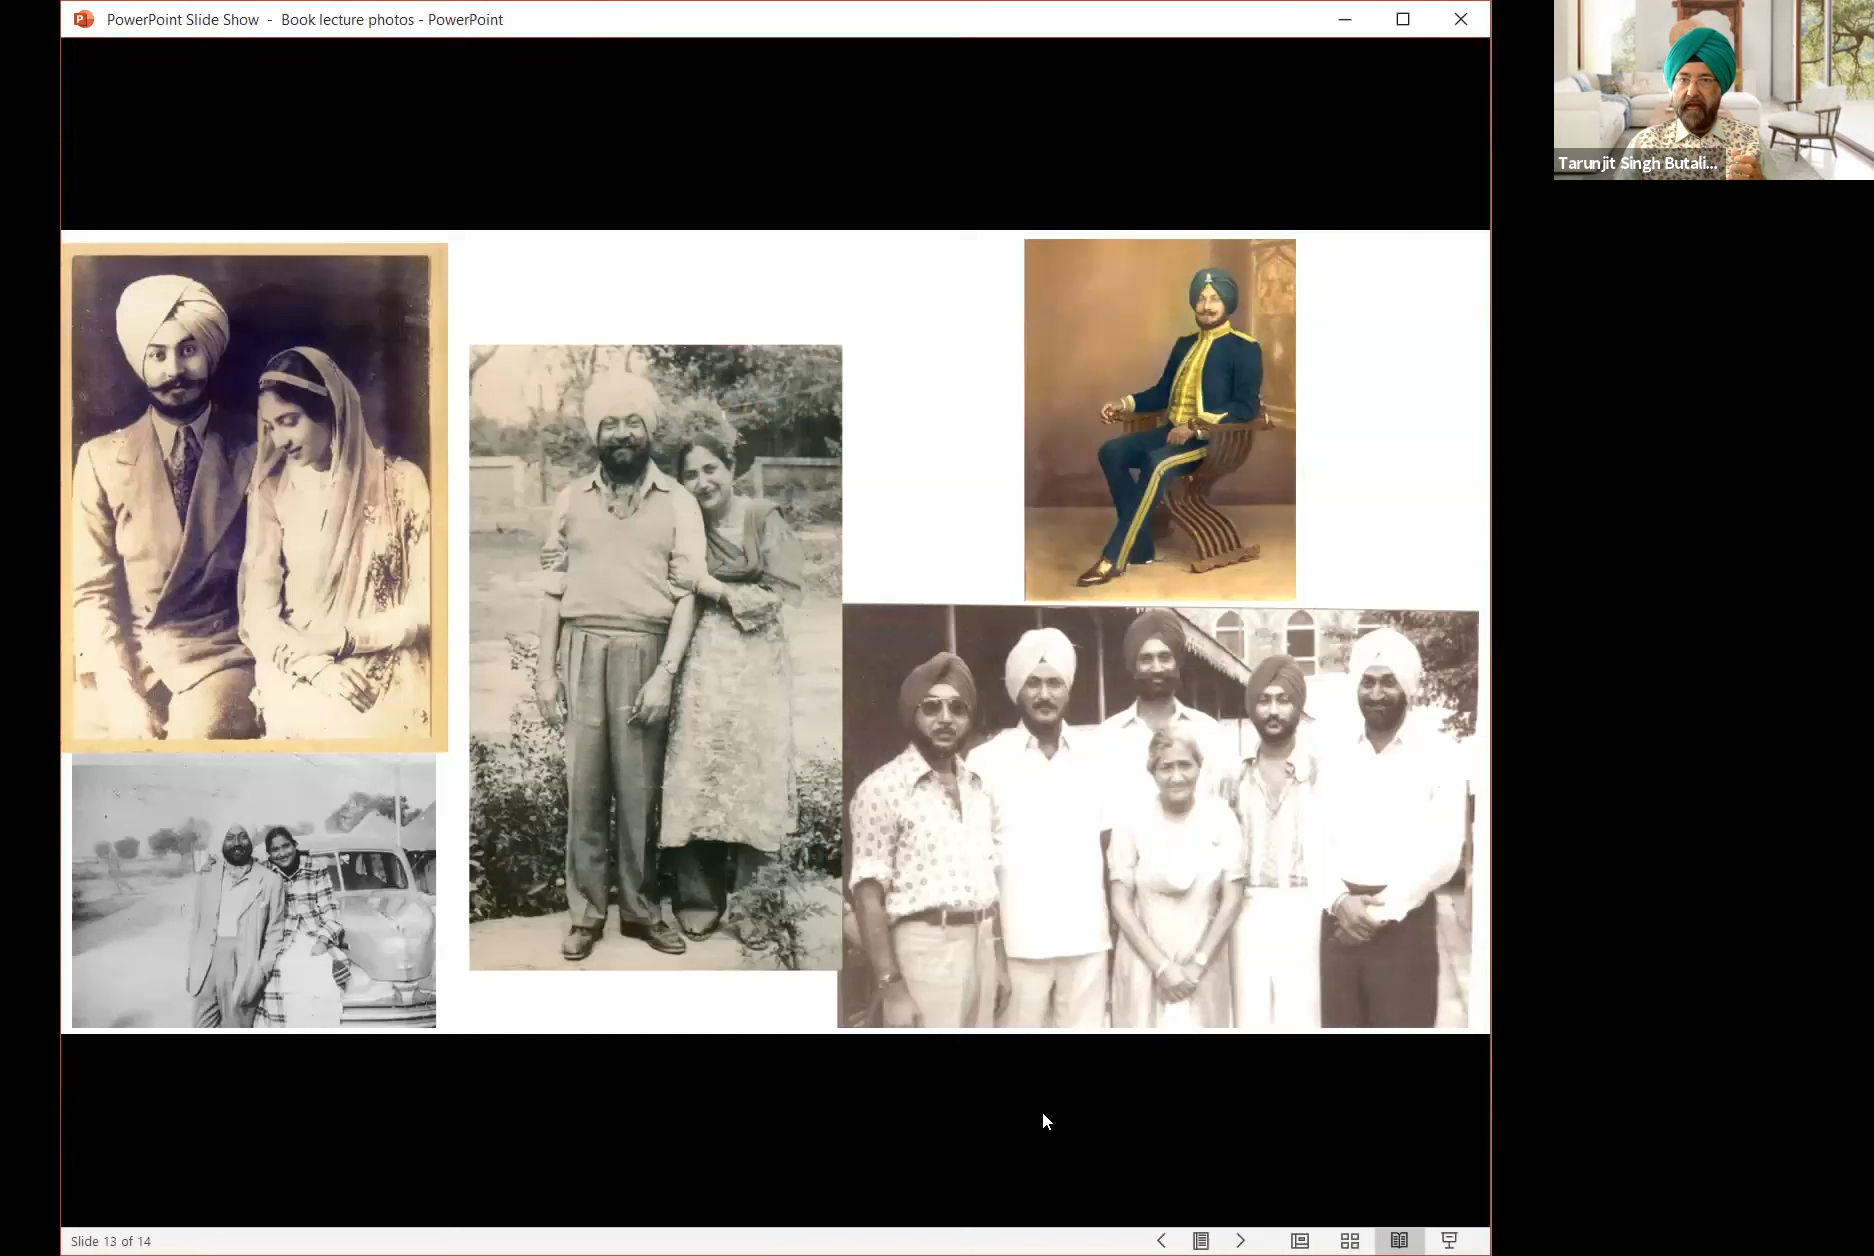 PowerPoint Slide Show - Book lecture photos - PowerPoint
Tarunjit Singh Butali...
Slide 13 of 14